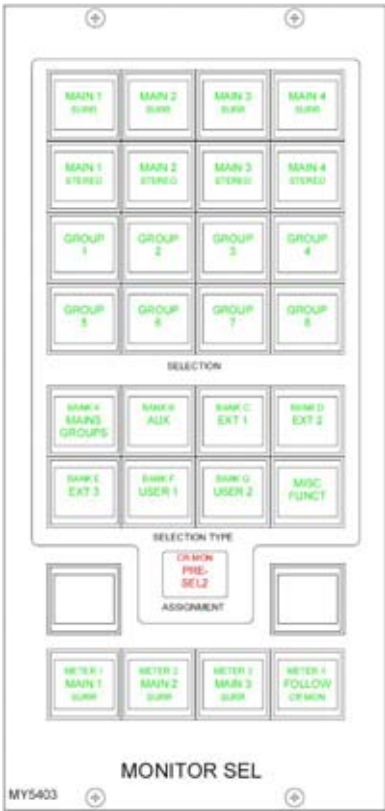 MAIN 1 MAIN 2 MAIN 3 MAIN 4
SURR SURR SURR SURR
MAIN 1 MAIN 2 MAIN 3 MAIN 4
STEREO STEREO STEREO STEREO
GROUP GROUP GROUP GROUP
1 2 3 4
GROUP GROUP GROUP GROUP
5 6 7 8
SELECTION
BANK A BANK B BANK C BANK D
MAINS AUX EXT 1 EXT 2
GROUPS
BANK E BANK F BANK G MISC
EXT 3 USER 1 USER 2 FUNCT
SELECTION TYPE
CR MON
PRE-
SEL2
ASSIGNMENT
METER 1 METER 2 METER 3 METER 4
MAIN 1 MAIN 2 MAIN 3 FOLLOW
SURR SURR SURR CR MON
MONITOR SEL
MY5403